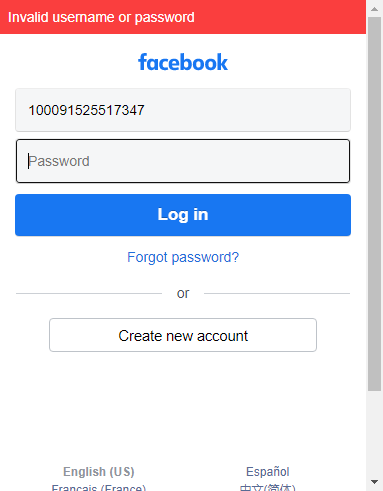 Invalid username or password
facebook
100091525517347
Password
Log in
Forgot password?
or
Create new account
English (US)
Español
Français (France)
中文(简体)